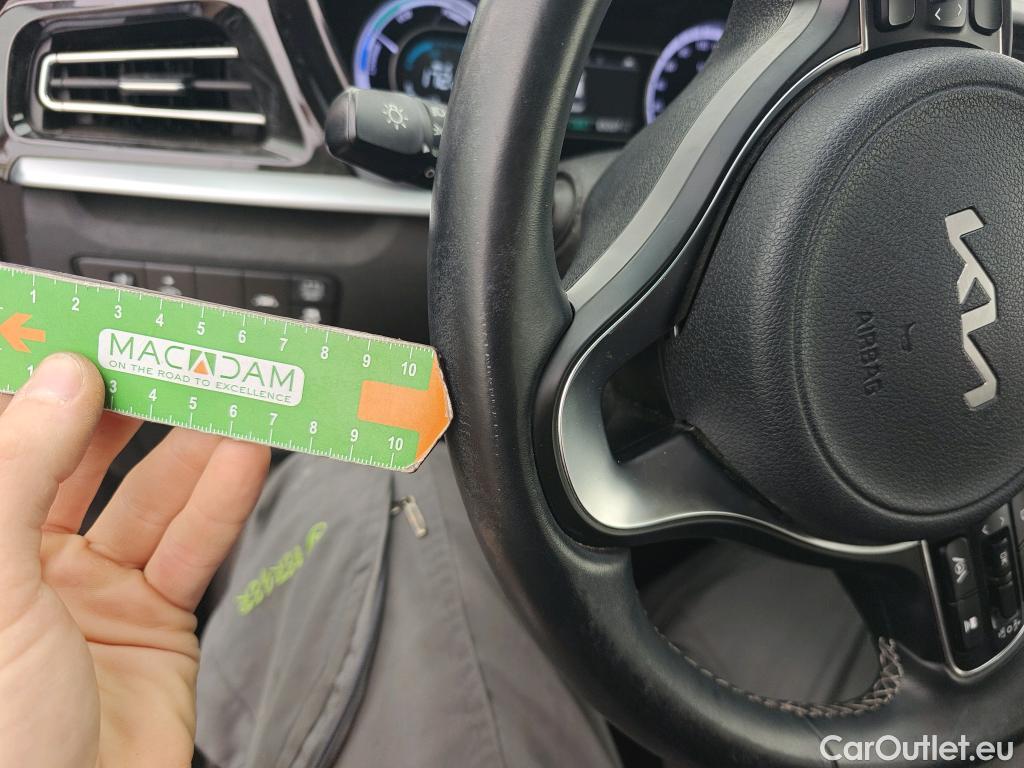 1 2 3 4 5 6 7 8 9 10
MACADAM
ON THE ROAD TO EXCELLENCE
1 3 4 5 6 7 8 9 10
KIA
AIRBAG
CarOutlet.eu